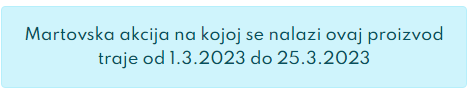 Martovska akcija na kojoj se nalazi ovaj proizvod
traje od 1.3.2023 do 25.3.2023